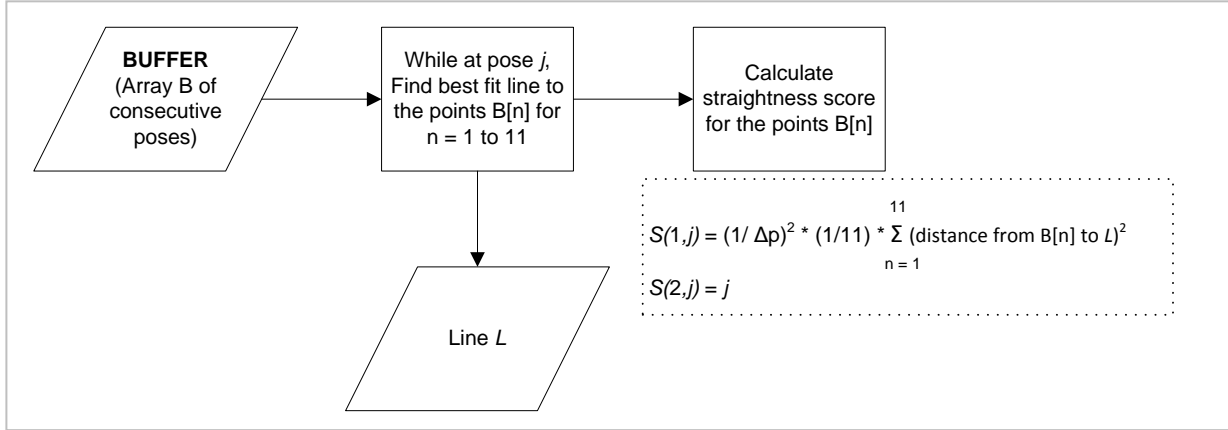 BUFFER
(Array B of
consecutive
poses)
While at pose j,
Find best fit line to
the points B[n] for
n = 1 to 11
Calculate
straightness score
for the points B[n]
11
S(1,j) = (1/ Δp)² * (1/11) * Σ (distance from B[n] to L)²
n = 1
S(2,j) = j
Line L